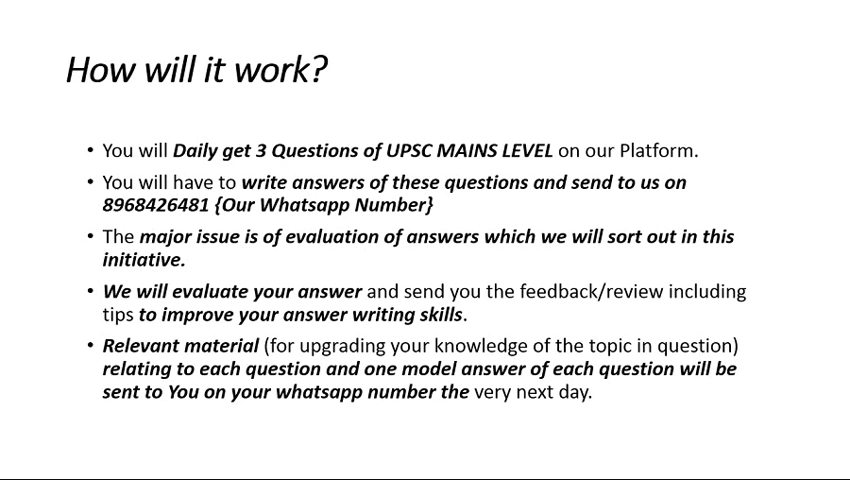 How will it work?
• You will Daily get 3 Questions of UPSC MAINS LEVEL on our Platform.
• You will have to write answers of these questions and send to us on
8968426481 {Our Whatsapp Number}
• The major issue is of evaluation of answers which we will sort out in this
initiative.
• We will evaluate your answer and send you the feedback/review including
tips to improve your answer writing skills.
• Relevant material (for upgrading your knowledge of the topic in question)
relating to each question and one model answer of each question will be
sent to You on your whatsapp number the very next day.